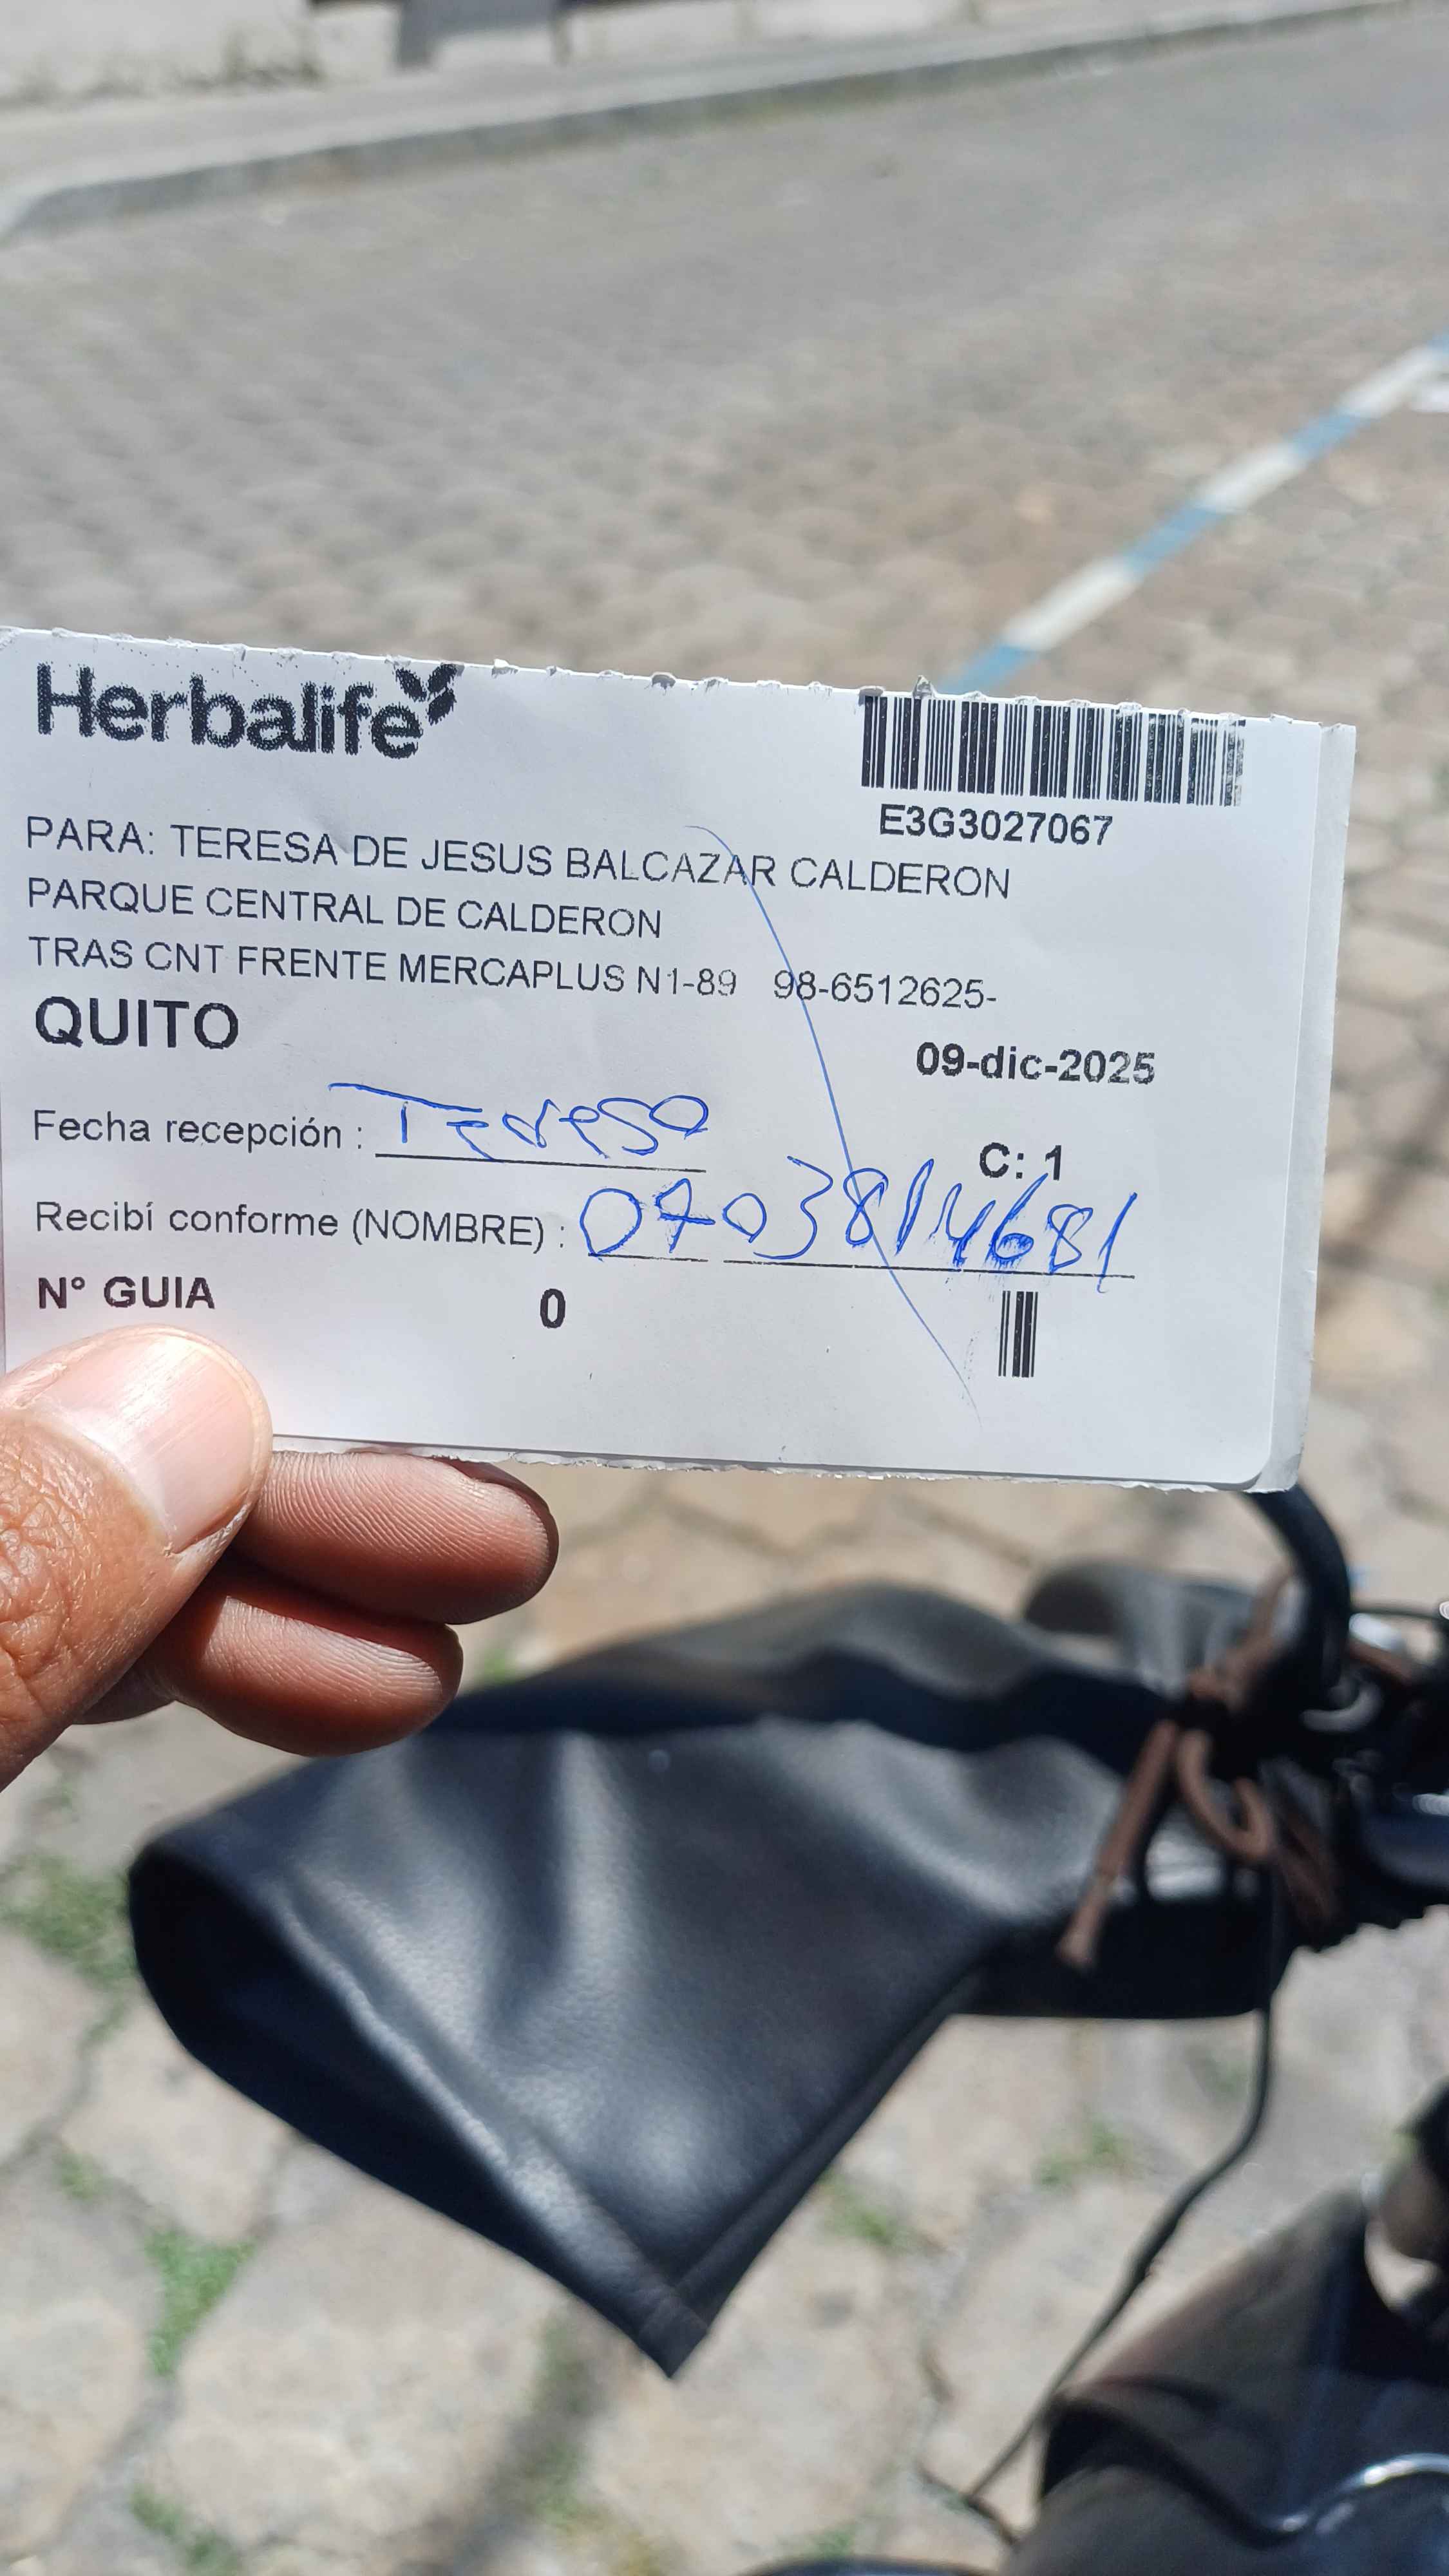 Herbalife
E3G3027067
PARA: TERESA DE JESUS BALCAZAR CALDERON
PARQUE CENTRAL DE CALDERON
TRAS CNT FRENTE MERCAPLUS N1-89 98-6512625-
QUITO
09-dic-2025
Fecha recepción : Teresa
C: 1
Recibí conforme (NOMBRE) : 0703814681
N° GUIA 0